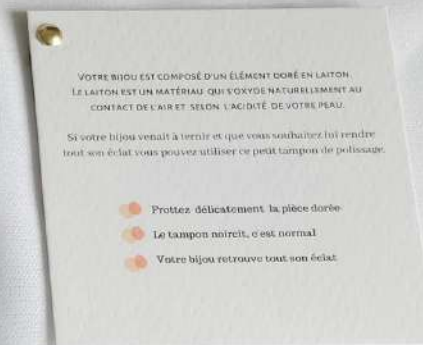 VOTRE BIJOU EST COMPOSÉ D'UN ÉLÉMENT DORÉ EN LAITON.
LE LAITON EST UN MATÉRIAU QUI S'OXYDE NATURELLEMENT AU
CONTACT DE L'AIR ET SELON L'ACIDITÉ DE VOTRE PEAU.
Si votre bijou venait à ternir et que vous souhaitez lui rendre
tout son éclat vous pouvez utiliser ce petit tampon de polissage.
Frottez délicatement la pièce dorée
Le tampon noircit, c'est normal
Votre bijou retrouve tout son éclat